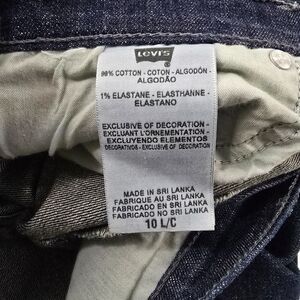 Levi's
99% COTTON - COTON - ALGODÓN -
ALGODÃO
1% ELASTANE - ELASTHANNE -
ELASTANO
EXCLUSIVE OF DECORATION -
EXCLUANT L'ORNEMENTATION -
EXCLUYENDO ELEMENTOS
DECORATIVOS - EXCLUSIVE OF DECORATION
MADE IN SRI LANKA
FABRIQUE AU SRI LANKA
FABRICADO EN SRI LANKA
FABRICADO NO SRI LANKA
10 L/C